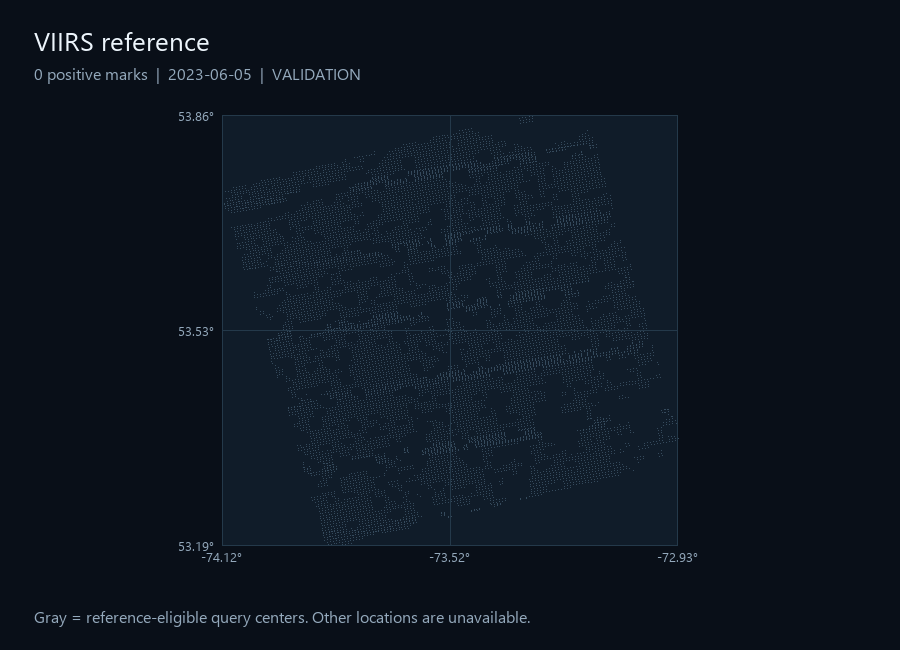 VIIRS reference
0 positive marks | 2023-06-05 | VALIDATION
53.86°
53.53°
53.19°
-74.12°
-73.52°
-72.93°
Gray = reference-eligible query centers. Other locations are unavailable.